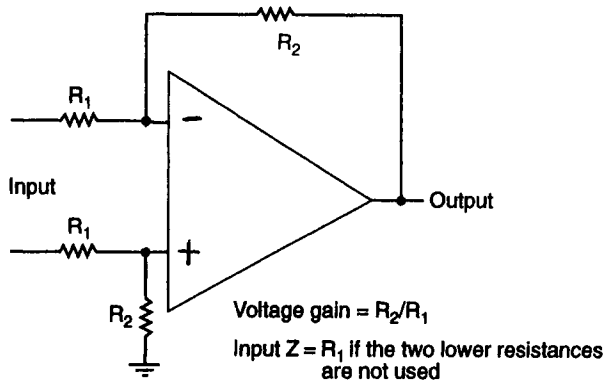 R₂
R₁
−
Input
Output
R₁
+
R₂
Voltage gain = R₂/R₁
Input Z = R₁ if the two lower resistances
are not used